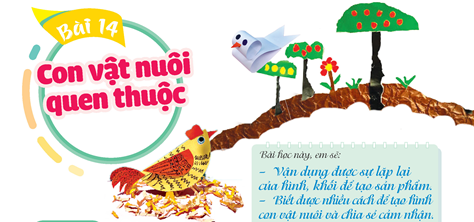 Bài 14
Con vật nuôi
quen thuộc
Bài học này, em sẽ:
- Vận dụng được sự lặp lại
của hình, khối để tạo sản phẩm.
- Biết được nhiều cách để tạo hình
con vật nuôi và chia sẻ cảm nhận.